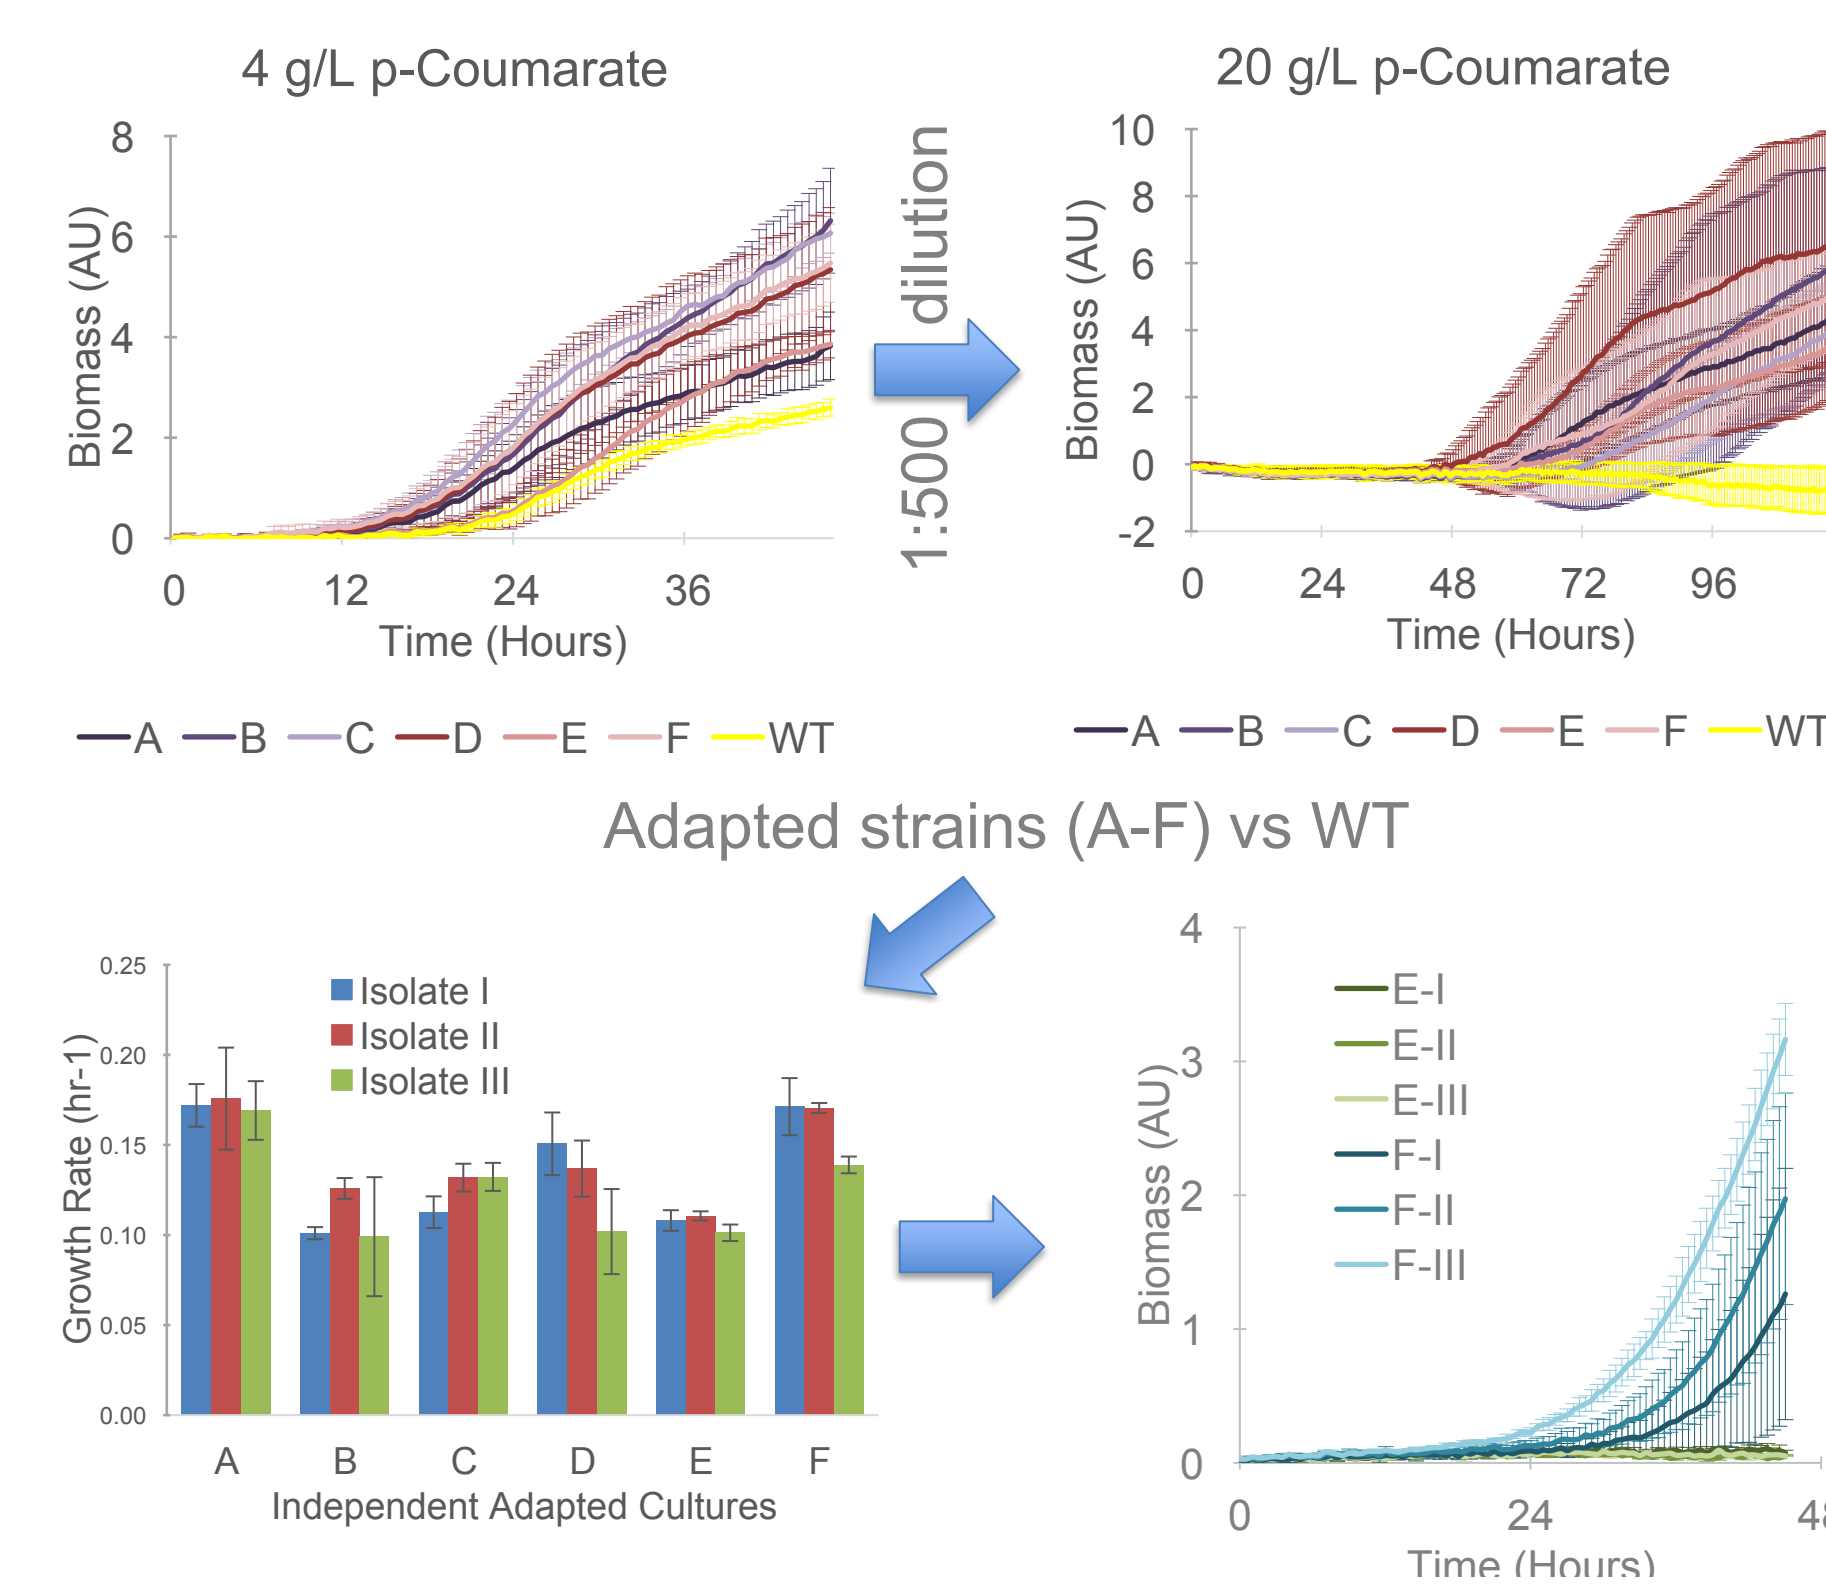 4 g/L p-Coumarate
8
6
4
2
0
Biomass (AU)
0 12 24 36
Time (Hours)
A B C D E F WT
1:500 dilution
20 g/L p-Coumarate
10
8
6
4
2
0
-2
Biomass (AU)
0 24 48 72 96
Time (Hours)
A B C D E F WT
Adapted strains (A-F) vs WT
0.25
0.20
0.15
0.10
0.05
0.00
Growth Rate (hr-1)
Isolate I
Isolate II
Isolate III
A B C D E F
Independent Adapted Cultures
4
3
2
1
0
Biomass (AU)
E-I
E-II
E-III
F-I
F-II
F-III
0 24 48
Time (Hours)